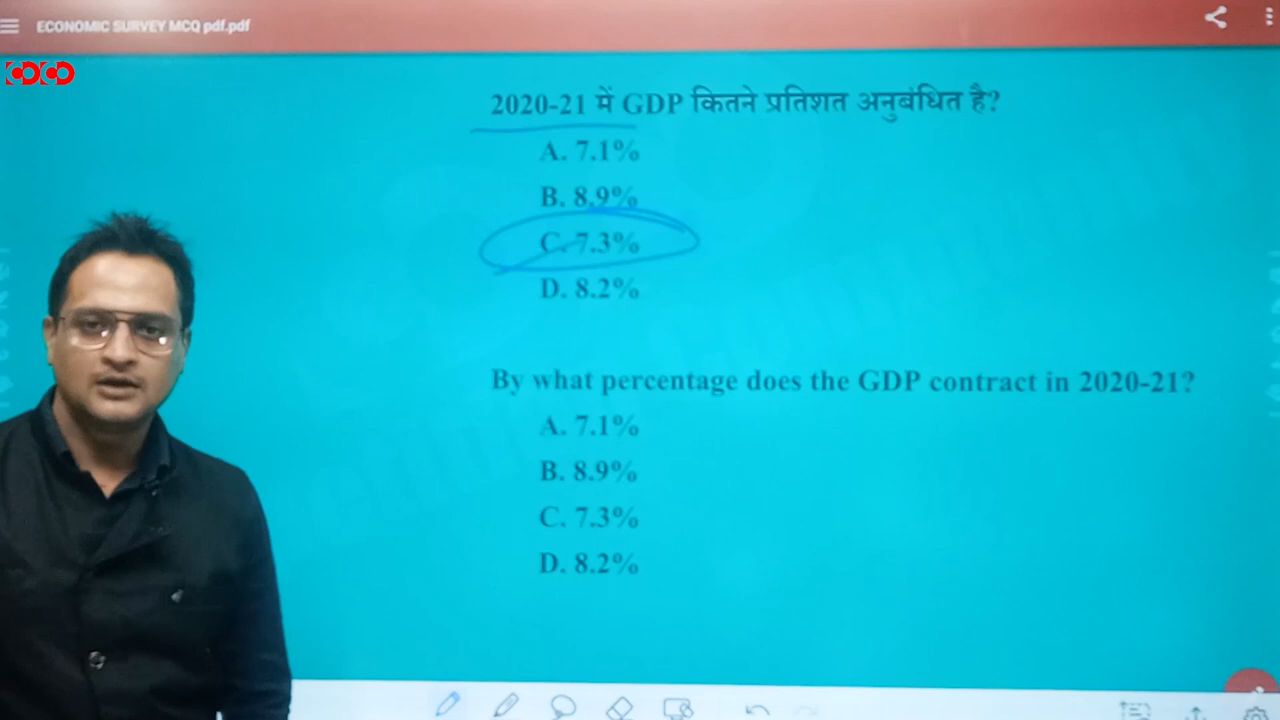 ECONOMIC SURVEY MCQ pdf.pdf
2020-21 में GDP कितने प्रतिशत अनुबंधित है?
A. 7.1%
B. 8.9%
C. 7.3%
D. 8.2%
By what percentage does the GDP contract in 2020-21?
A. 7.1%
B. 8.9%
C. 7.3%
D. 8.2%